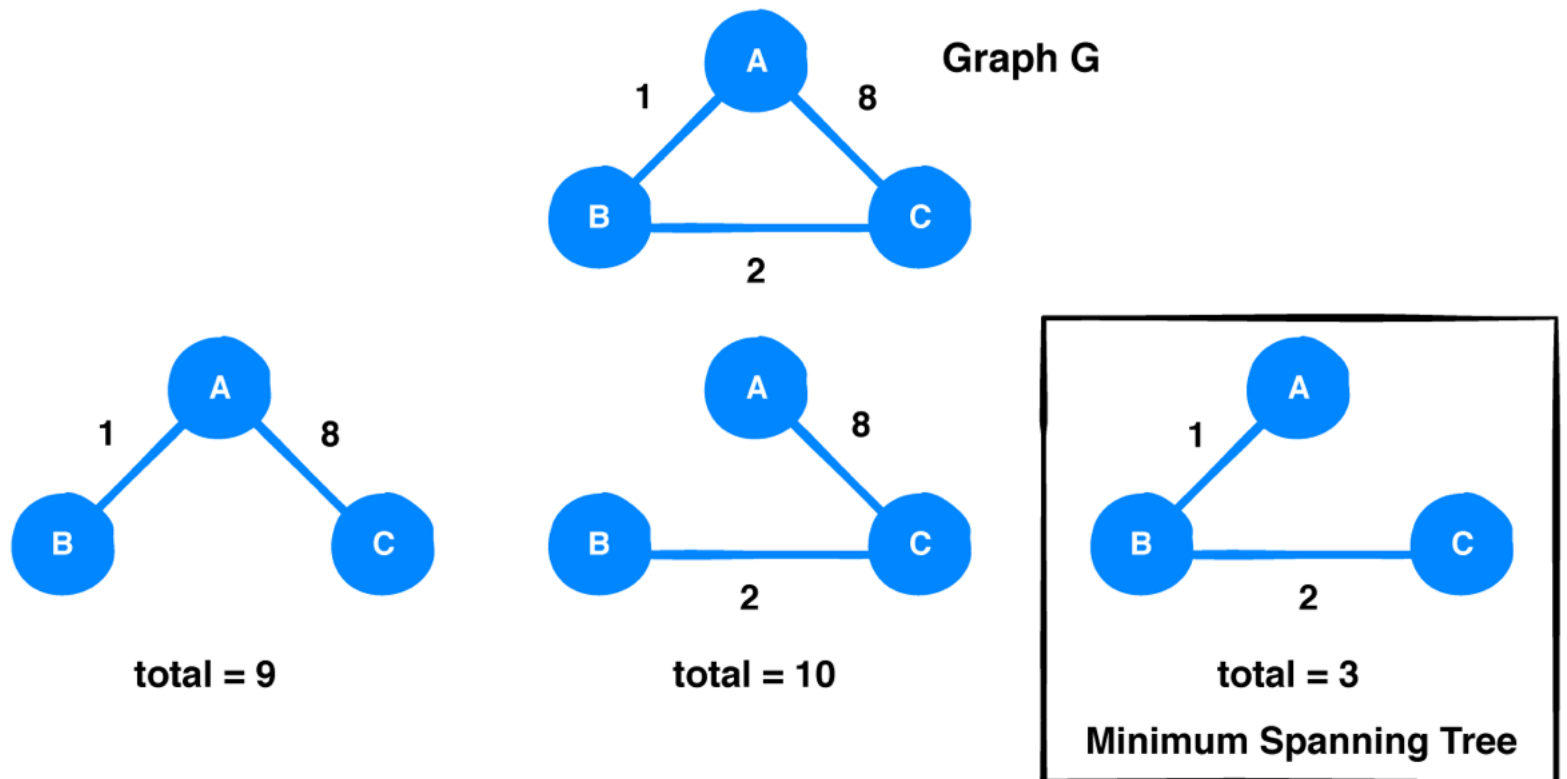 A
Graph G
1
8
B
C
2
A
1
8
B
C
total = 9
A
8
B
C
2
total = 10
A
1
B
C
2
total = 3
Minimum Spanning Tree